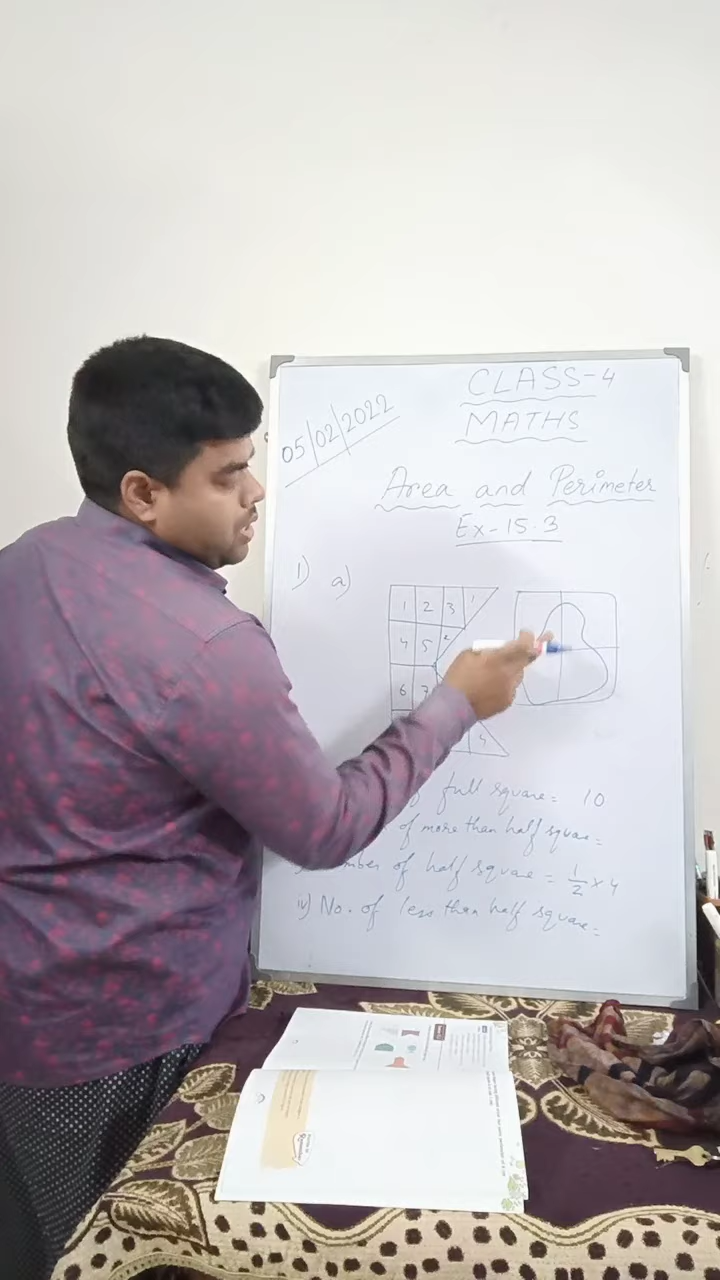 CLASS-4
MATHS
05/02/2022
Area and Perimeter
Ex-15.3
1) a)
1 2 3 1
4 5 2
6 7
4
full square = 10
of more than half square =
of half square = 1/2 × 4
iv) No. of less than half square =